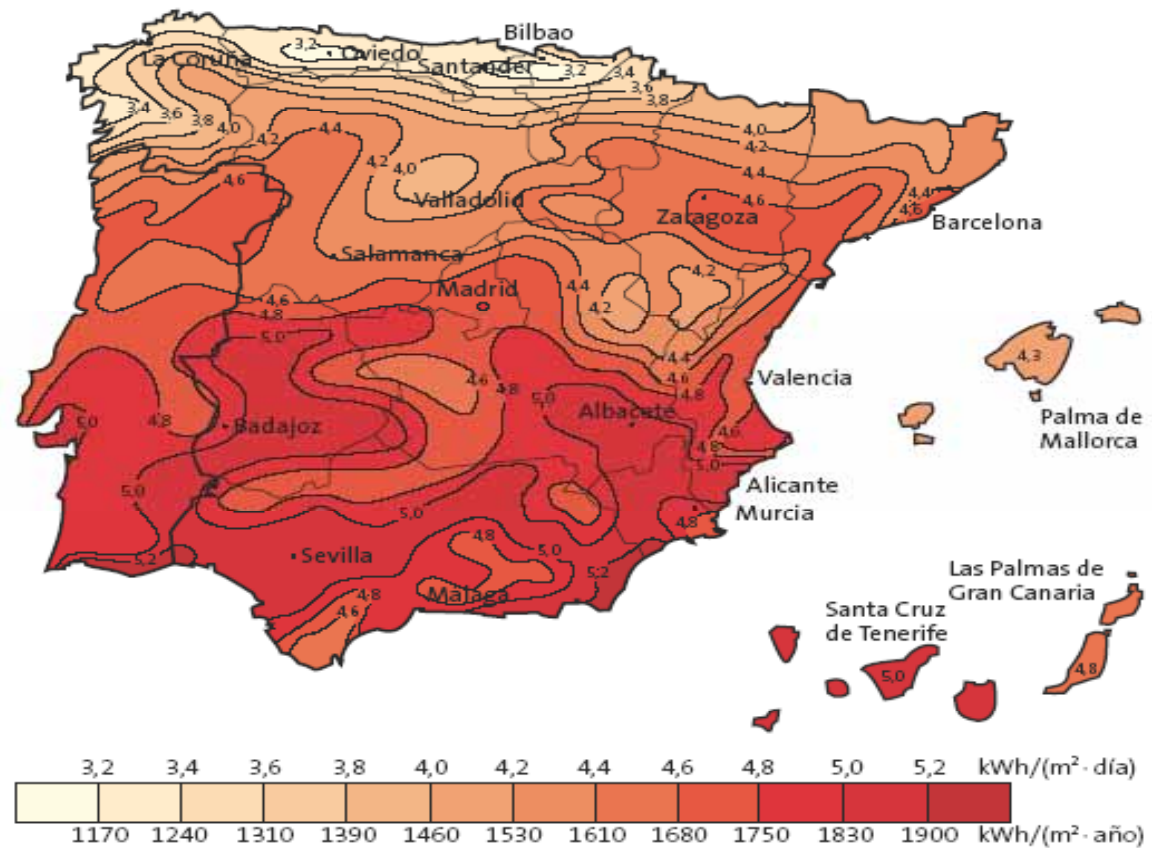 Bilbao
3,2
Oviedo
La Coruña
Santander
3,2
3,4
3,6
3,8
3,4
3,6
3,8
4,0
4,2
4,4
4,0
4,2
4,2
4,0
4,4
4,6
Valladolid
4,6
Zaragoza
4,4
4,6
Barcelona
Salamanca
4,2
4,4
4,2
Madrid
4,6
4,8
5,0
4,4
4,6
4,8
4,3
Valencia
4,6
4,8
5,0
Albacete
Palma de
Mallorca
5,0
4,8
Badajoz
4,6
4,8
5,0
Alicante
5,0
5,0
Murcia
4,8
4,8
5,0
Sevilla
5,2
5,2
Málaga
4,8
4,6
Las Palmas de
Gran Canaria
Santa Cruz
de Tenerife
5,0
4,8
3,2 3,4 3,6 3,8 4,0 4,2 4,4 4,6 4,8 5,0 5,2 kWh/(m²·día)
1170 1240 1310 1390 1460 1530 1610 1680 1750 1830 1900 kWh/(m²·año)